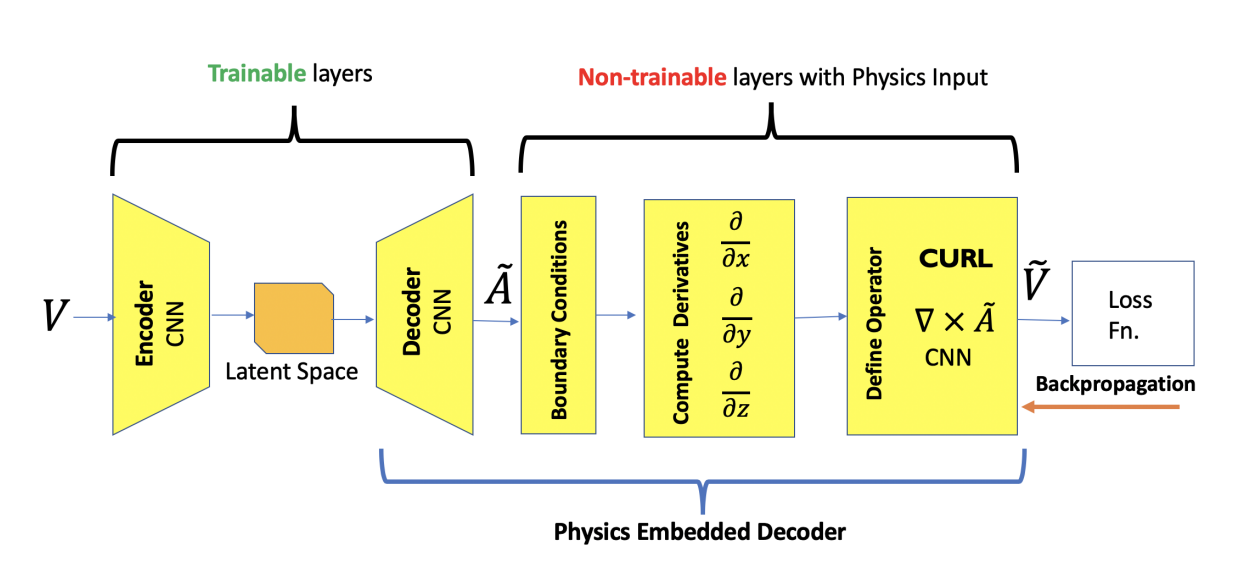 Trainable layers
Non-trainable layers with Physics Input
V
Encoder
CNN
Latent Space
Decoder
CNN
Ã
Boundary Conditions
Compute Derivatives
∂/∂x
∂/∂y
∂/∂z
Define Operator
CURL
∇ × Ã
CNN
Ṽ
Loss
Fn.
Backpropagation
Physics Embedded Decoder